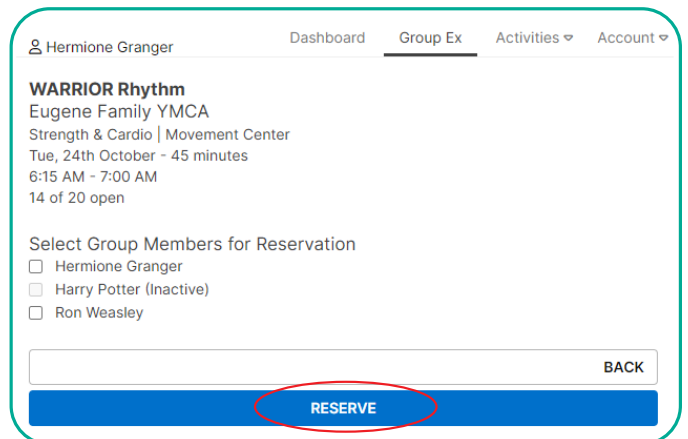 Hermione Granger Dashboard Group Ex Activities Account
WARRIOR Rhythm
Eugene Family YMCA
Strength & Cardio | Movement Center
Tue, 24th October - 45 minutes
6:15 AM - 7:00 AM
14 of 20 open
Select Group Members for Reservation
Hermione Granger
Harry Potter (Inactive)
Ron Weasley
BACK
RESERVE